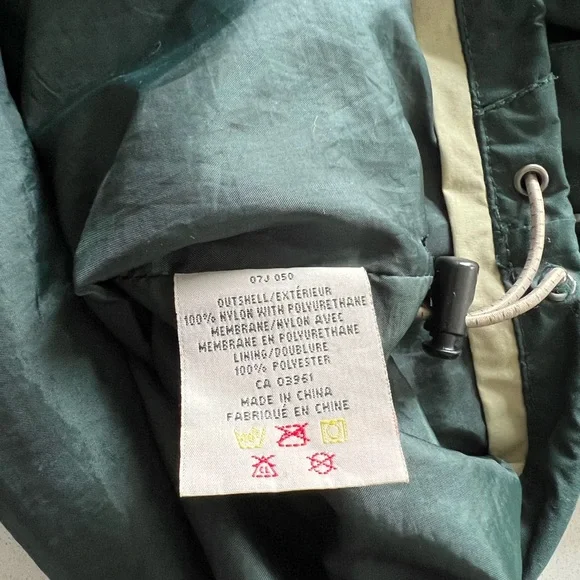 07J 050
OUTSHELL/EXTÉRIEUR
100% NYLON WITH POLYURETHANE
MEMBRANE/NYLON AVEC
MEMBRANE EN POLYURETHANE
LINING/DOUBLURE
100% POLYESTER
CA 03961
MADE IN CHINA
FABRIQUÉ EN CHINE
CL